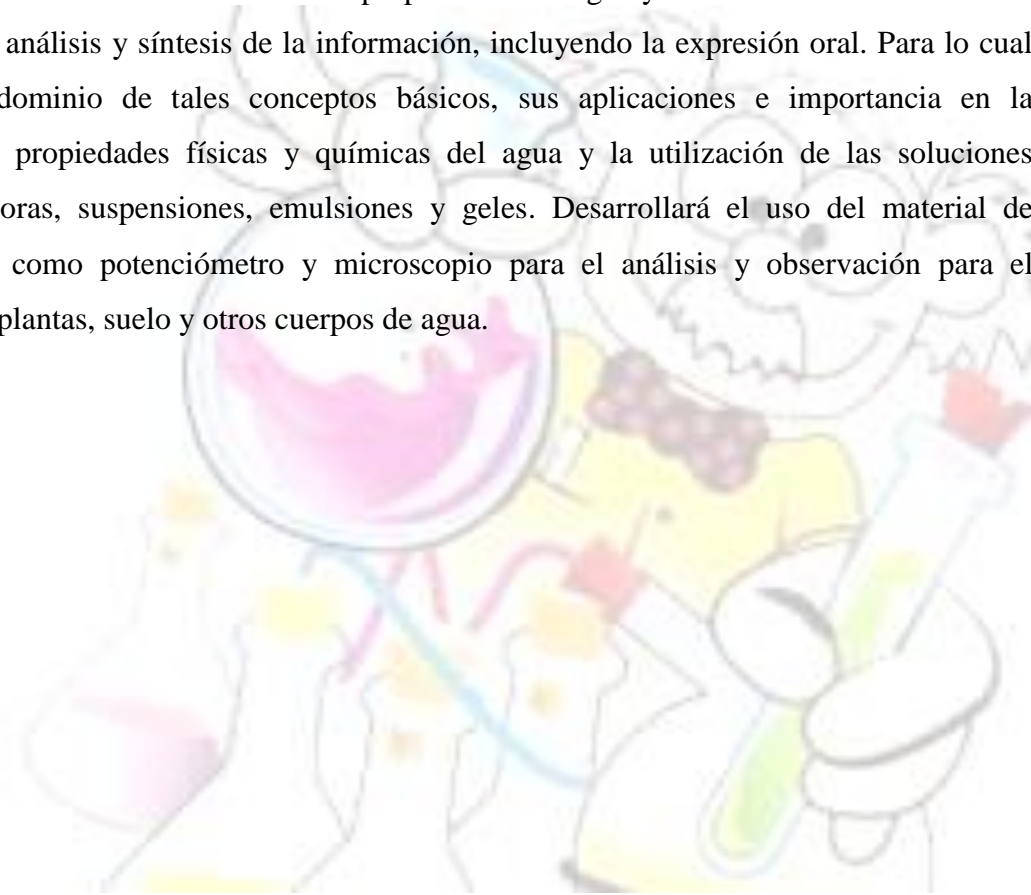 análisis y síntesis de la información, incluyendo la expresión oral. Para lo cual
dominio de tales conceptos básicos, sus aplicaciones e importancia en la
propiedades físicas y químicas del agua y la utilización de las soluciones
oras, suspensiones, emulsiones y geles. Desarrollará el uso del material de
como potenciómetro y microscopio para el análisis y observación para el
plantas, suelo y otros cuerpos de agua.